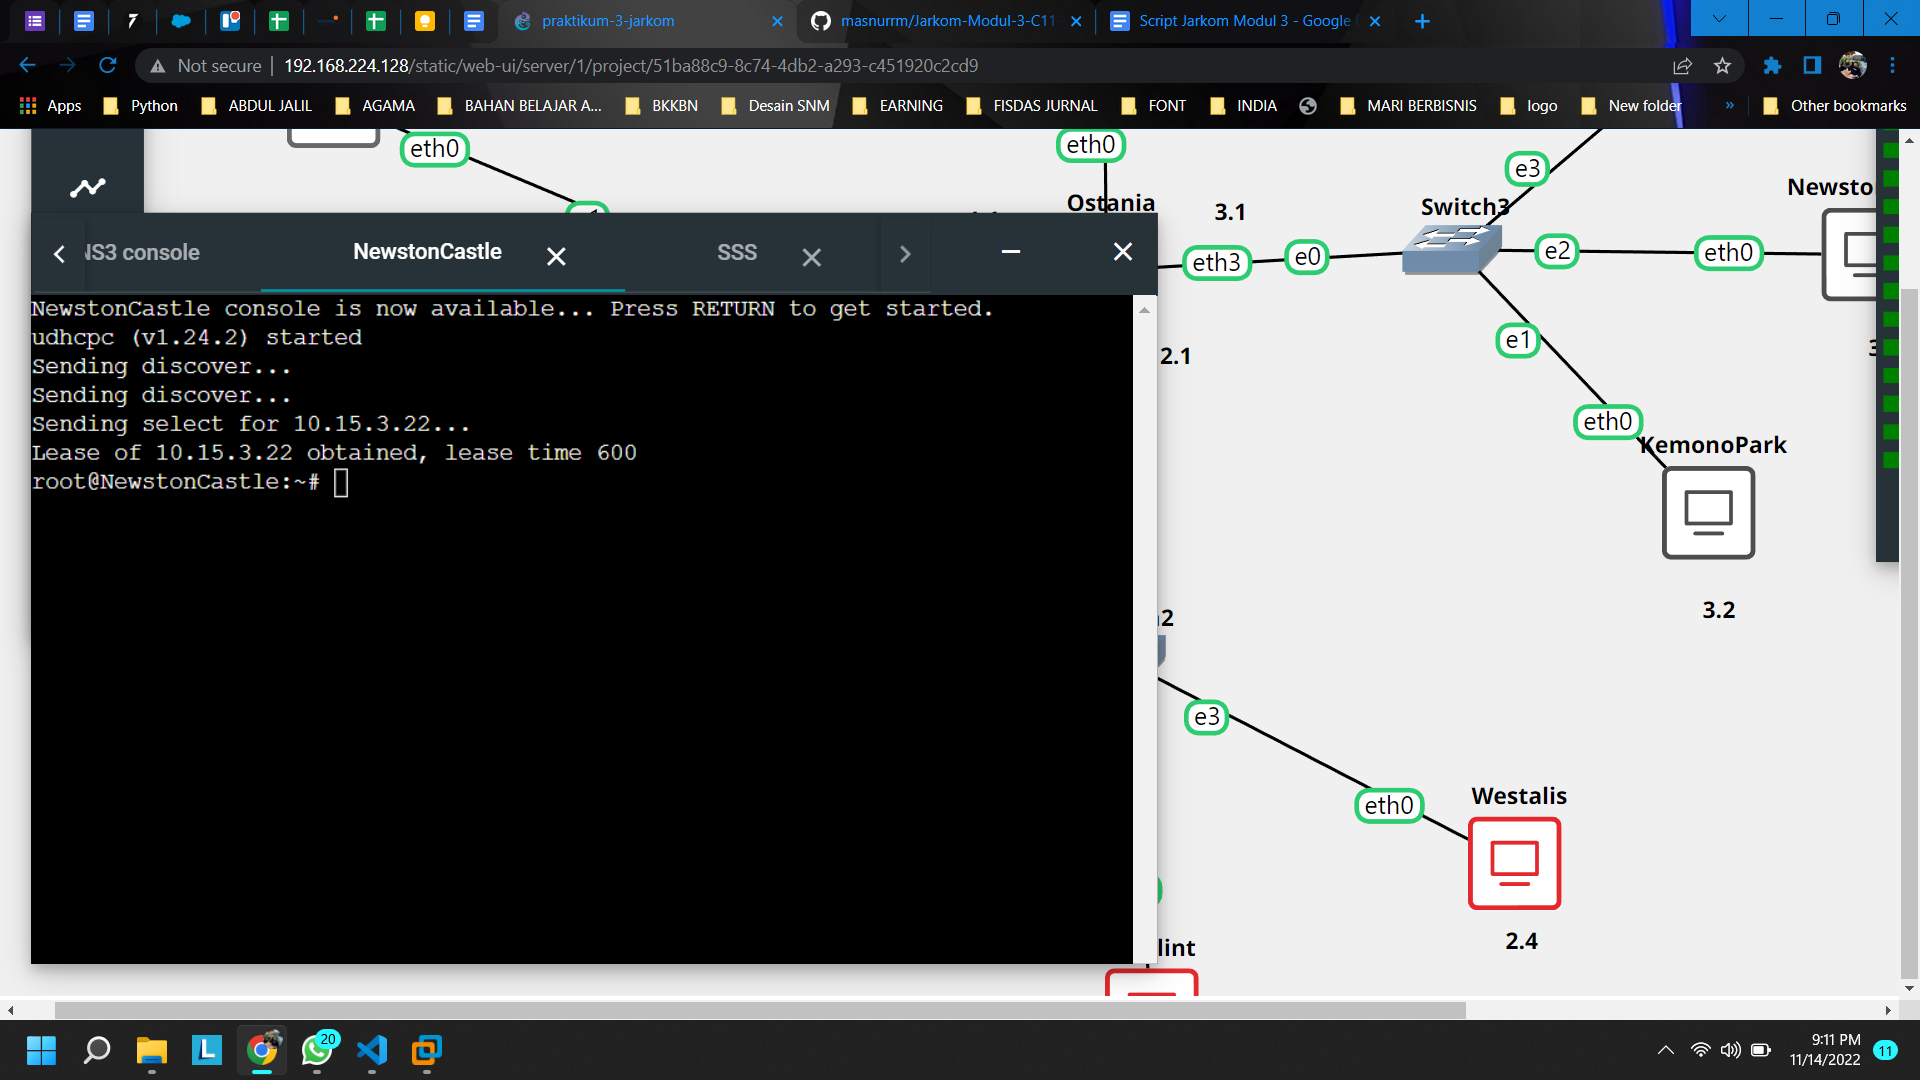 praktikum-3-jarkom
masnurrm/Jarkom-Modul-3-C11
Script Jarkom Modul 3 - Google
Not secure
192.168.224.128/static/web-ui/server/1/project/51ba88c9-8c74-4db2-a293-c451920c2cd9
Apps
Python
ABDUL JALIL
AGAMA
BAHAN BELAJAR A...
BKKBN
Desain SNM
EARNING
FISDAS JURNAL
FONT
INDIA
MARI BERBISNIS
logo
New folder
»
Other bookmarks
eth0
eth0
e3
Newsto
Ostania
3.1
Switch3
eth3
e0
e2
eth0
NS3 console
NewstonCastle
SSS
NewstonCastle console is now available... Press RETURN to get started.
udhcpc (v1.24.2) started
Sending discover...
Sending discover...
Sending select for 10.15.3.22...
Lease of 10.15.3.22 obtained, lease time 600
root@NewstonCastle:~#
2.1
e1
eth0
KemonoPark
3.2
e3
eth0
Westalis
2.4
lint
L
20
9:11 PM
11/14/2022
11